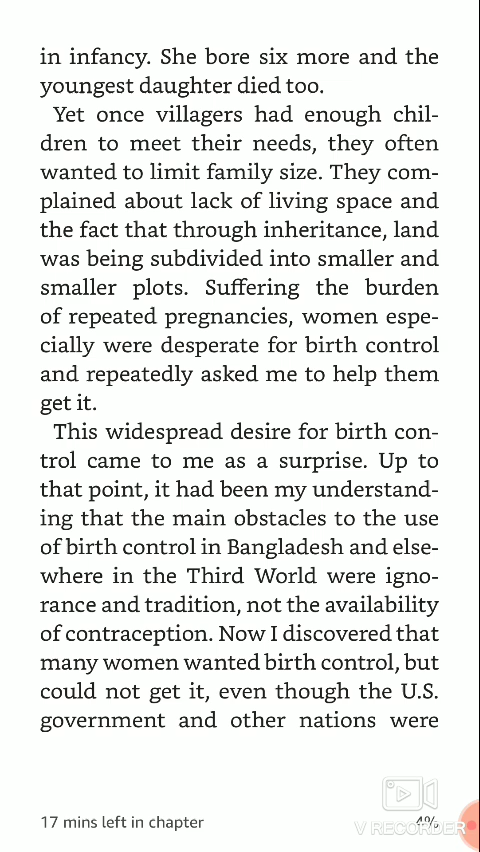 in infancy. She bore six more and the
youngest daughter died too.
Yet once villagers had enough chil-
dren to meet their needs, they often
wanted to limit family size. They com-
plained about lack of living space and
the fact that through inheritance, land
was being subdivided into smaller and
smaller plots. Suffering the burden
of repeated pregnancies, women espe-
cially were desperate for birth control
and repeatedly asked me to help them
get it.
This widespread desire for birth con-
trol came to me as a surprise. Up to
that point, it had been my understand-
ing that the main obstacles to the use
of birth control in Bangladesh and else-
where in the Third World were igno-
rance and tradition, not the availability
of contraception. Now I discovered that
many women wanted birth control, but
could not get it, even though the U.S.
government and other nations were
17 mins left in chapter
4%
V RECORDER